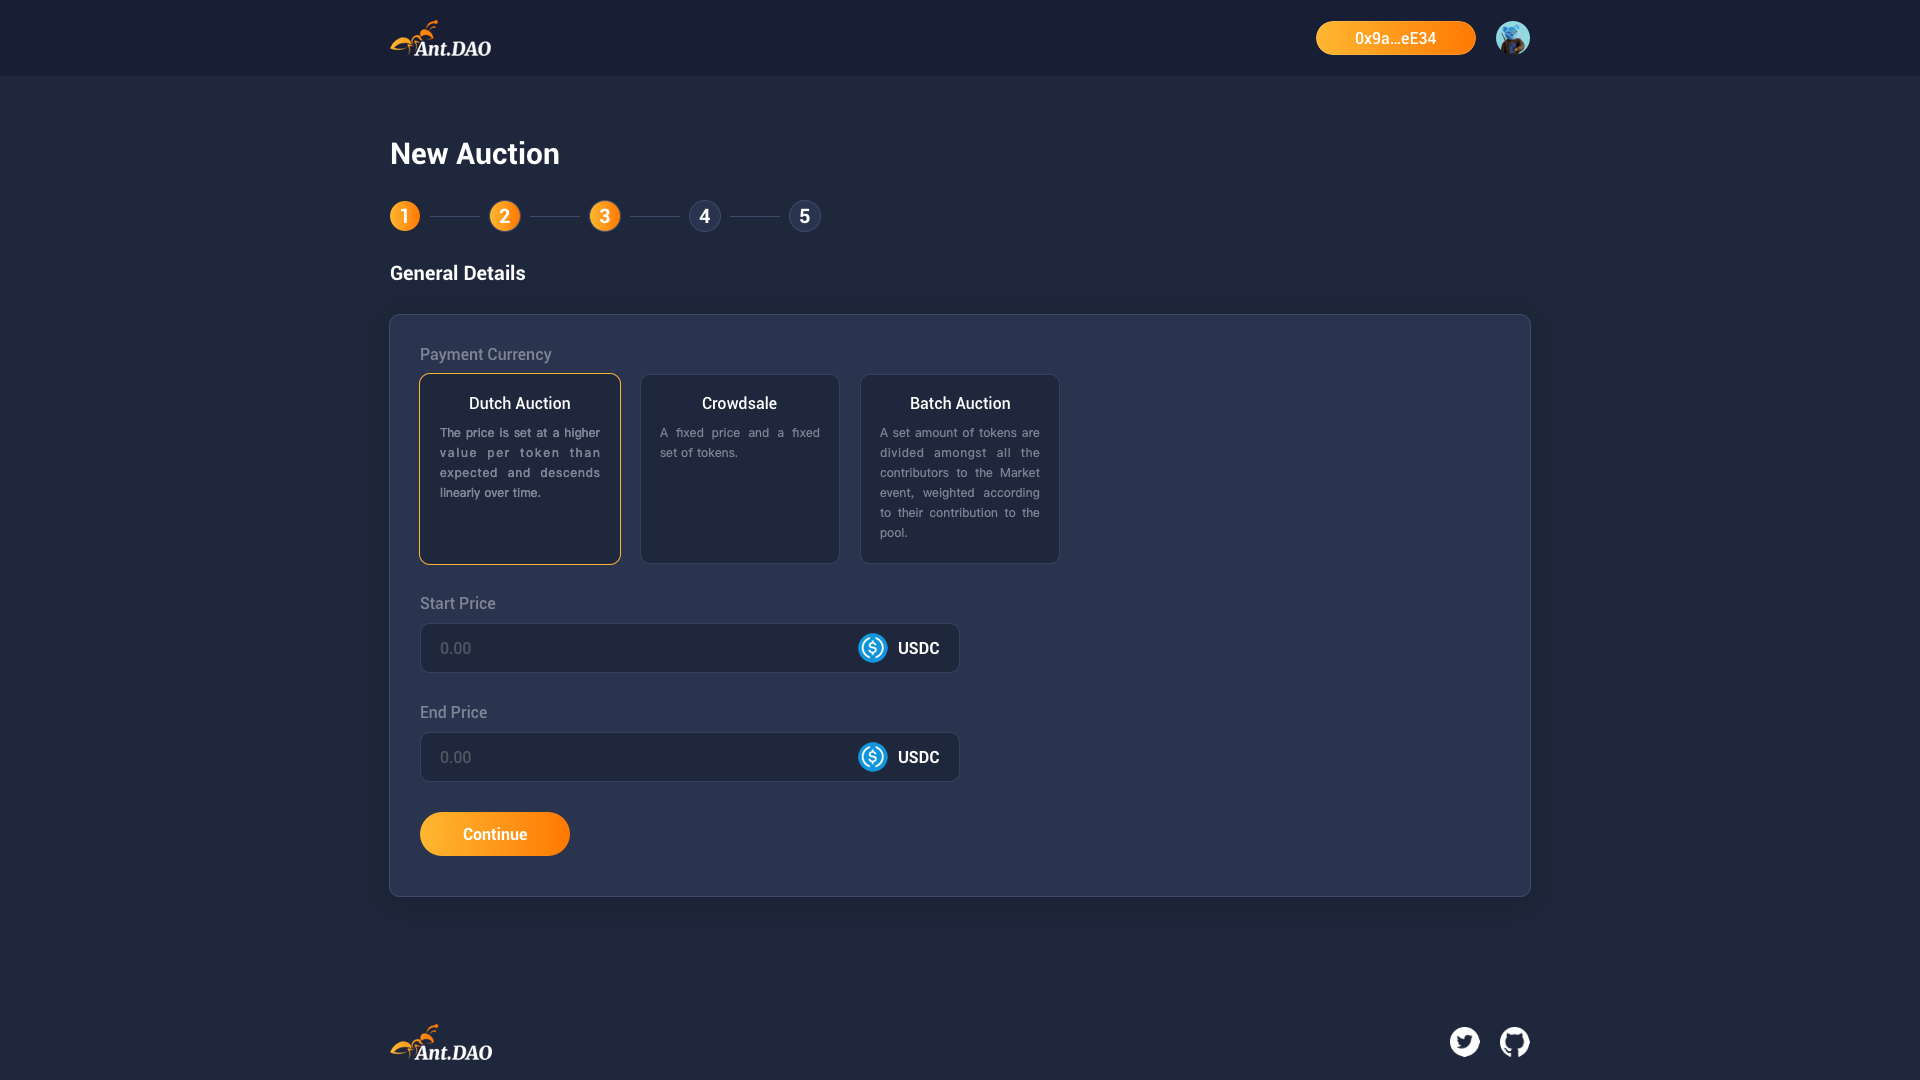 Ant.DAO
0x9a...eE34
New Auction
1 2 3 4 5
General Details
Payment Currency
Dutch Auction
The price is set at a higher
value per token than
expected and descends
linearly over time.
Crowdsale
A fixed price and a fixed
set of tokens.
Batch Auction
A set amount of tokens are
divided amongst all the
contributors to the Market
event, weighted according
to their contribution to the
pool.
Start Price
0.00 USDC
End Price
0.00 USDC
Continue
Ant.DAO